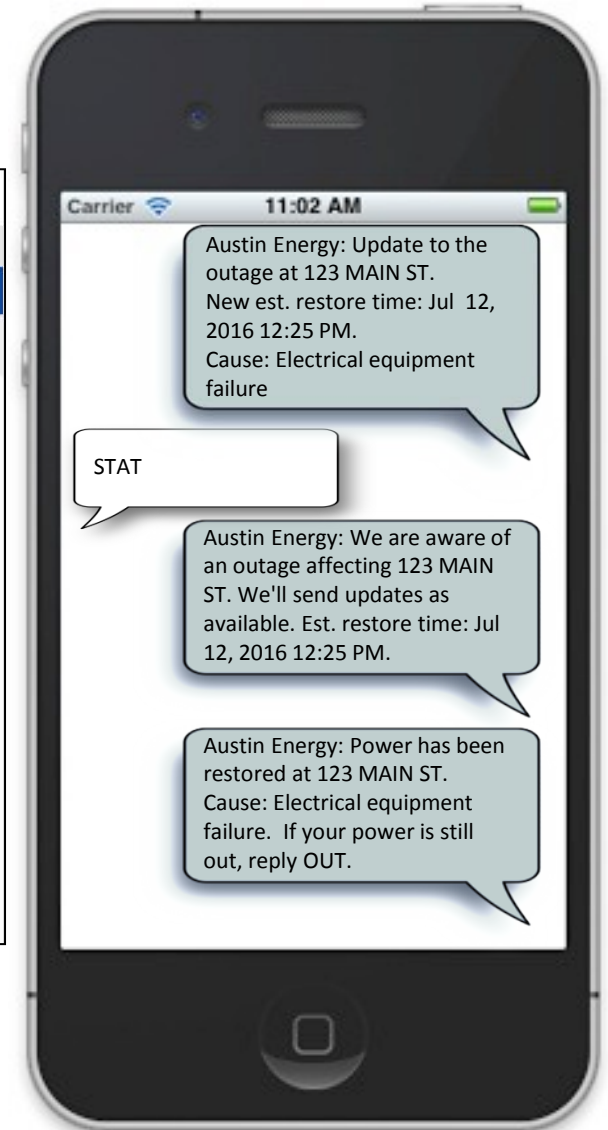 Carrier 11:02 AM
Austin Energy: Update to the
outage at 123 MAIN ST.
New est. restore time: Jul 12,
2016 12:25 PM.
Cause: Electrical equipment
failure
STAT
Austin Energy: We are aware of
an outage affecting 123 MAIN
ST. We'll send updates as
available. Est. restore time: Jul
12, 2016 12:25 PM.
Austin Energy: Power has been
restored at 123 MAIN ST.
Cause: Electrical equipment
failure. If your power is still
out, reply OUT.